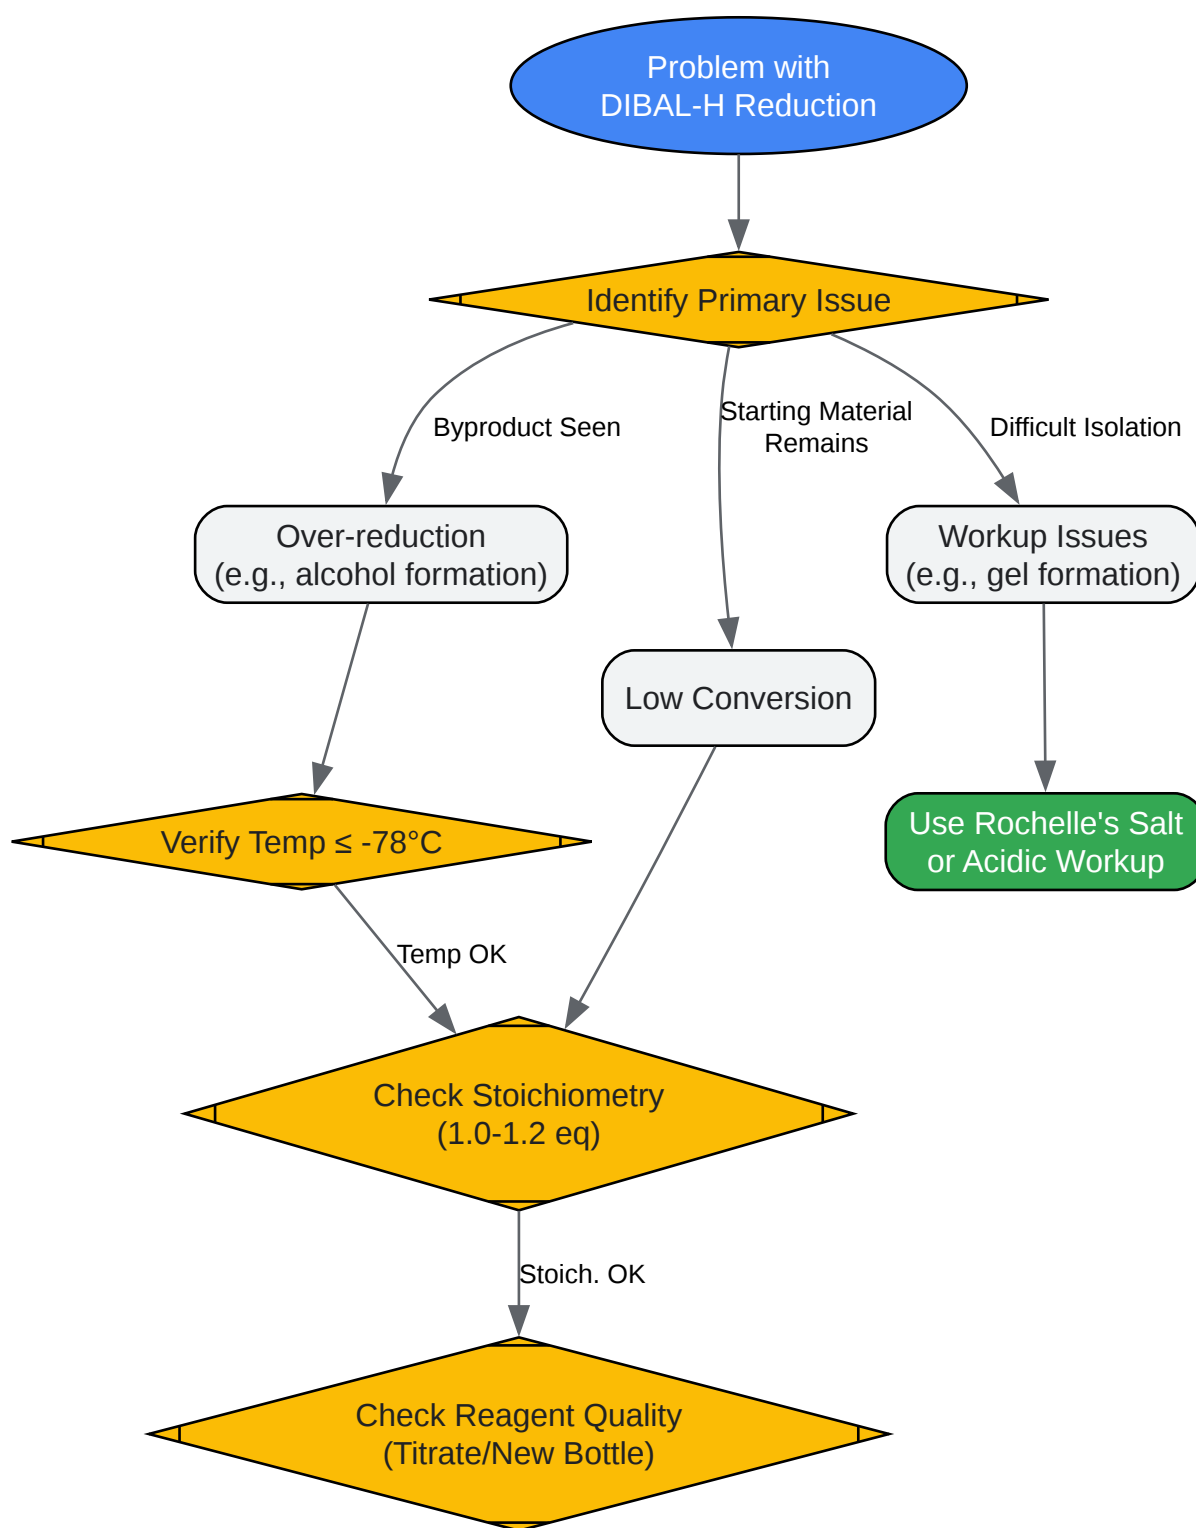 Problem with
DIBAL-H Reduction
Identify Primary Issue
Byproduct Seen
Starting Material
Remains
Difficult Isolation
Over-reduction
(e.g., alcohol formation)
Workup Issues
(e.g., gel formation)
Low Conversion
Verify Temp ≤ -78°C
Use Rochelle's Salt
or Acidic Workup
Temp OK
Check Stoichiometry
(1.0-1.2 eq)
Stoich. OK
Check Reagent Quality
(Titrate/New Bottle)